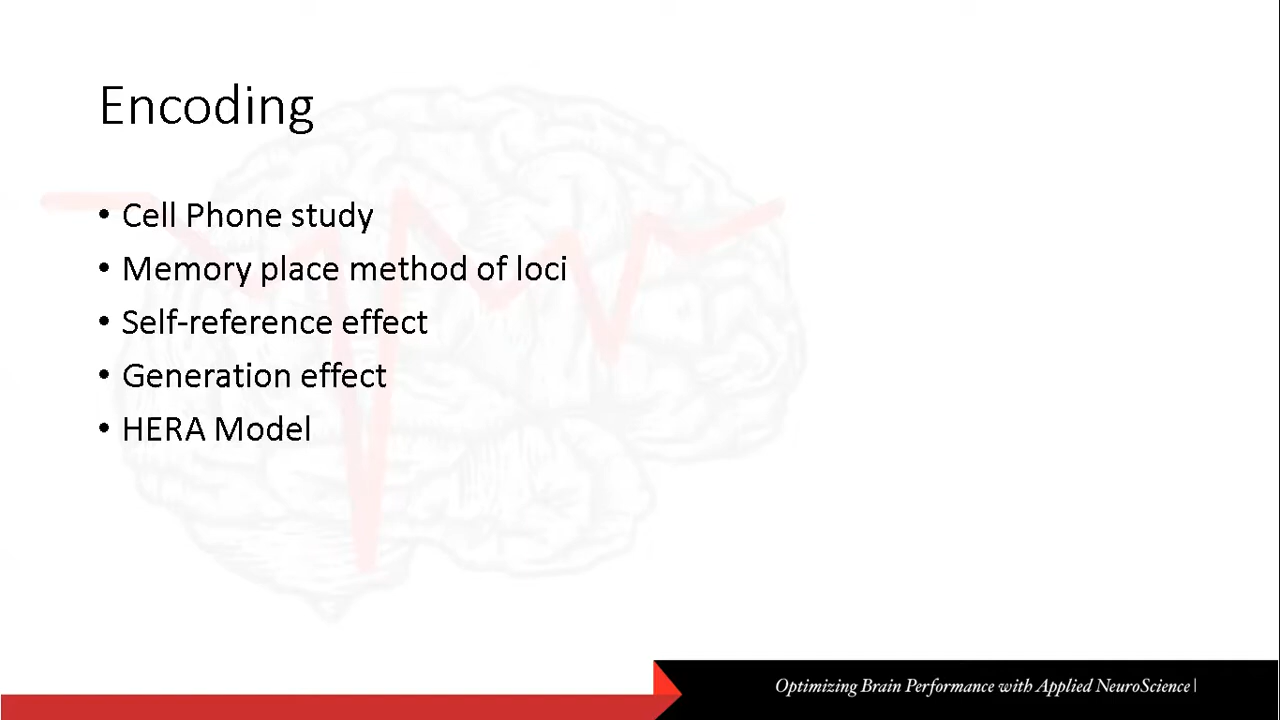 Encoding
• Cell Phone study
• Memory place method of loci
• Self-reference effect
• Generation effect
• HERA Model
Optimizing Brain Performance with Applied NeuroScience |